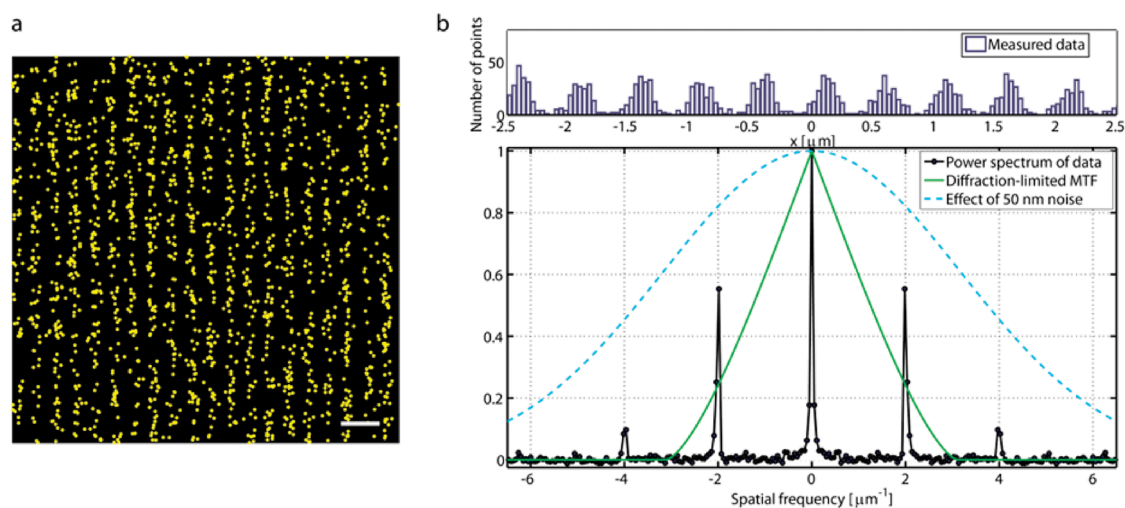 a
b
Number of points
50
0
Measured data
-2.5 -2 -1.5 -1 -0.5 0 0.5 1 1.5 2 2.5
x [μm]
1
0.8
0.6
0.4
0.2
0
Power spectrum of data
Diffraction-limited MTF
Effect of 50 nm noise
-6 -4 -2 0 2 4 6
Spatial frequency [μm⁻¹]